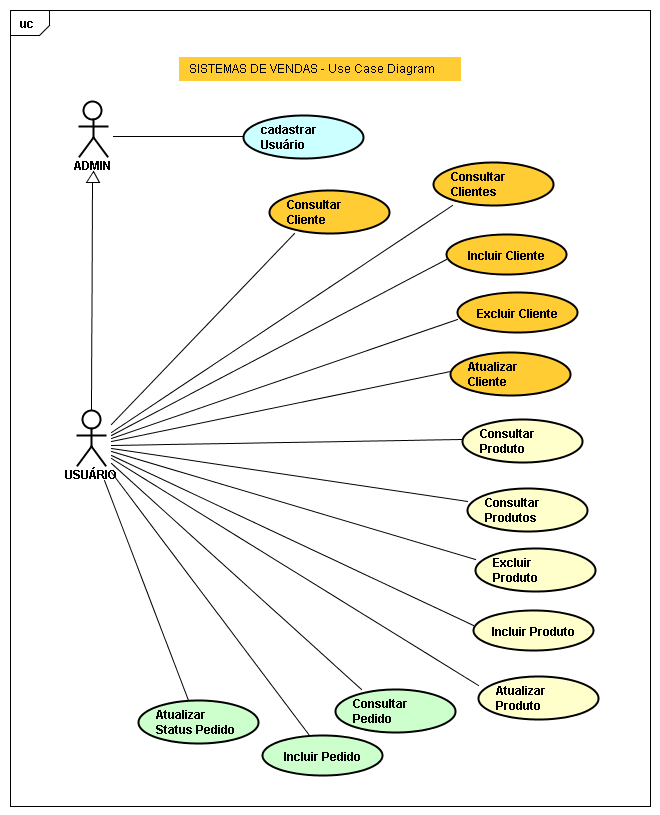 uc
SISTEMAS DE VENDAS - Use Case Diagram
ADMIN
cadastrar
Usuário
Consultar
Clientes
Consultar
Cliente
Incluir Cliente
Excluir Cliente
Atualizar
Cliente
USUÁRIO
Consultar
Produto
Consultar
Produtos
Excluir
Produto
Incluir Produto
Atualizar
Produto
Consultar
Pedido
Atualizar
Status Pedido
Incluir Pedido